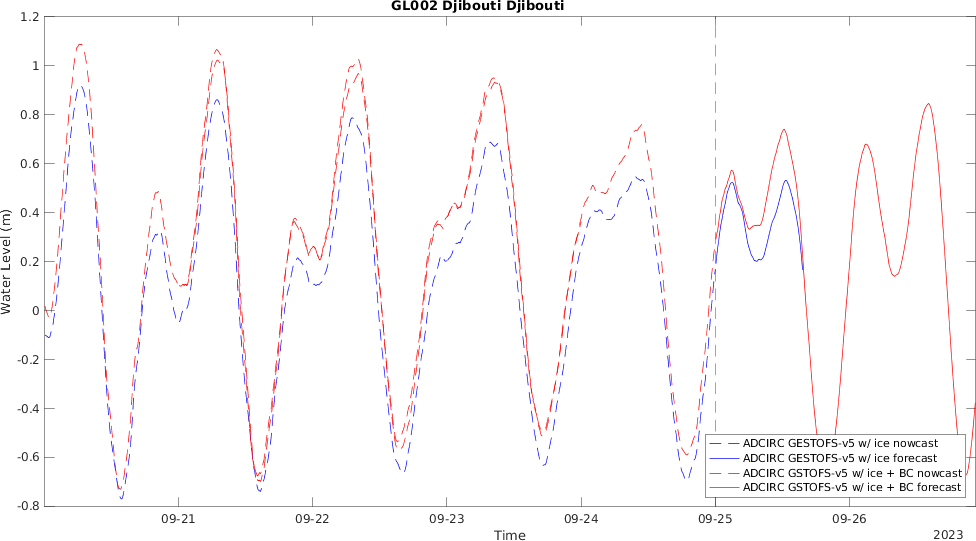 GL002 Djibouti Djibouti
1.2
1
0.8
0.6
0.4
0.2
0
-0.2
-0.4
-0.6
-0.8
Water Level (m)
09-21
09-22
09-23
09-24
09-25
09-26
Time
2023
ADCIRC GESTOFS-v5 w/ ice nowcast
ADCIRC GESTOFS-v5 w/ ice forecast
ADCIRC GSTOFS-v5 w/ ice + BC nowcast
ADCIRC GSTOFS-v5 w/ ice + BC forecast